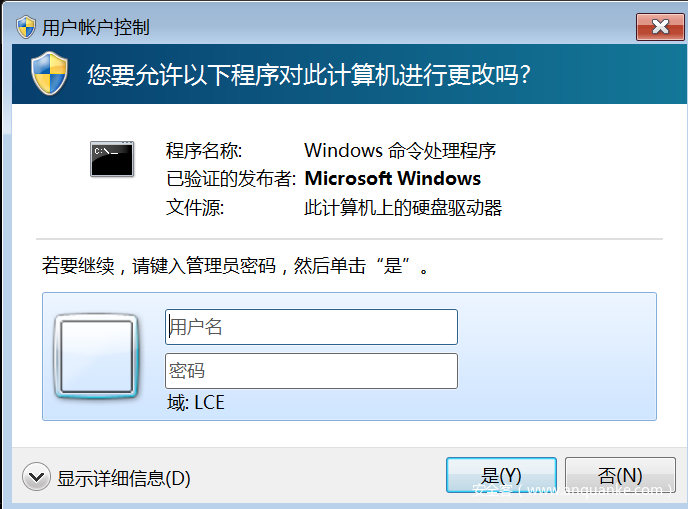 用户帐户控制
您要允许以下程序对此计算机进行更改吗?
C:\._
程序名称: Windows 命令处理程序
已验证的发布者: Microsoft Windows
文件源: 此计算机上的硬盘驱动器
若要继续，请键入管理员密码，然后单击“是”。
用户名
密码
域: LCE
显示详细信息(D) 是(Y) 否(N)
安全客 ( www.anquanke.com )